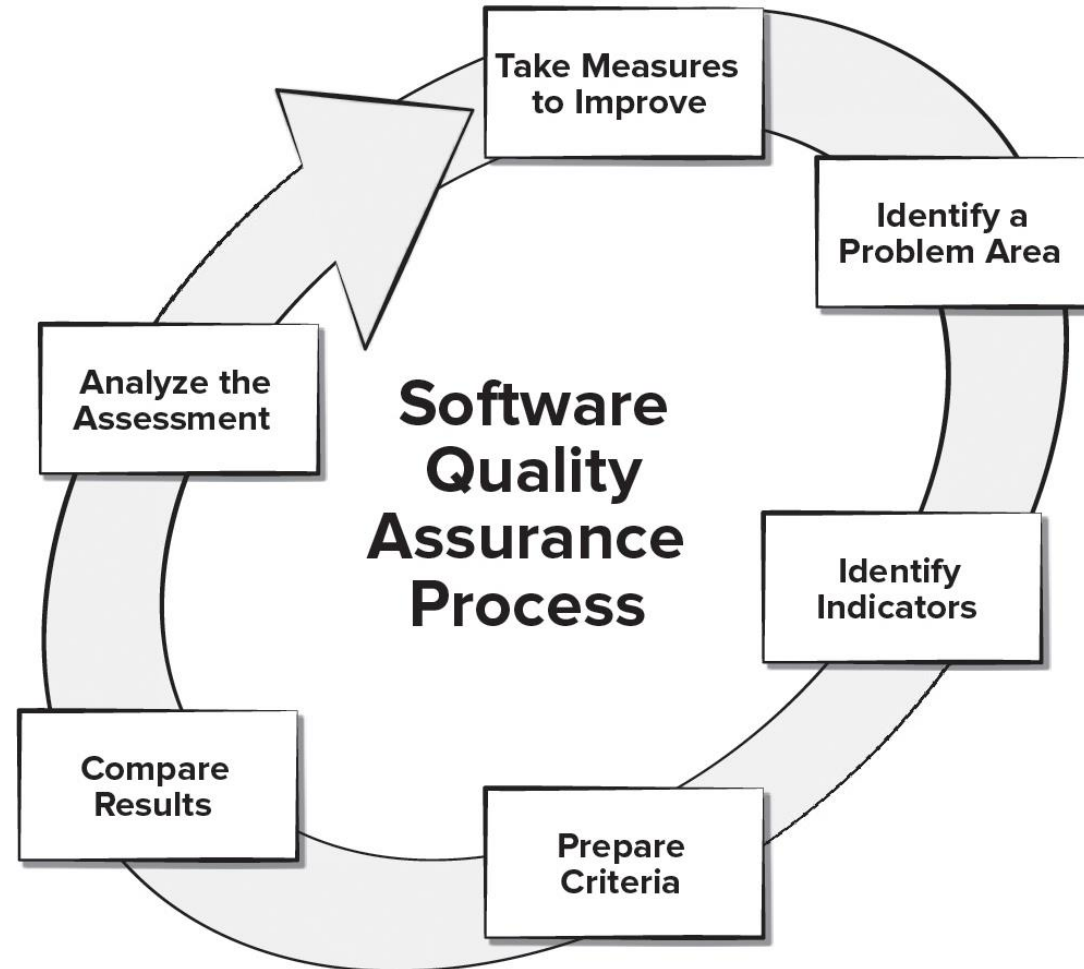 Take Measures
to Improve
Identify a
Problem Area
Identify
Indicators
Prepare
Criteria
Compare
Results
Analyze the
Assessment
Software
Quality
Assurance
Process